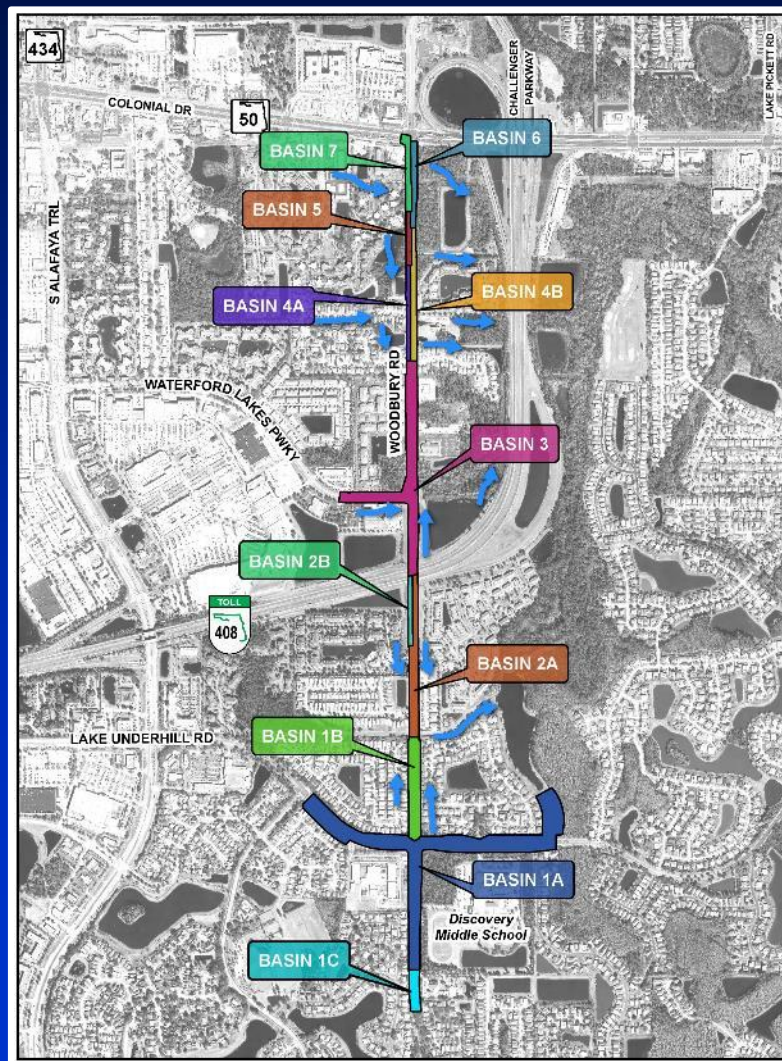 434
COLONIAL DR
50
CHALLENGER
PARKWAY
LAKE PICKETT RD
BASIN 7
BASIN 6
BASIN 5
S ALAFAYA TRL
BASIN 4A
BASIN 4B
WOODBURY RD
WATERFORD LAKES PWKY
BASIN 3
BASIN 2B
TOLL
408
BASIN 2A
LAKE UNDERHILL RD
BASIN 1B
BASIN 1A
Discovery
Middle School
BASIN 1C